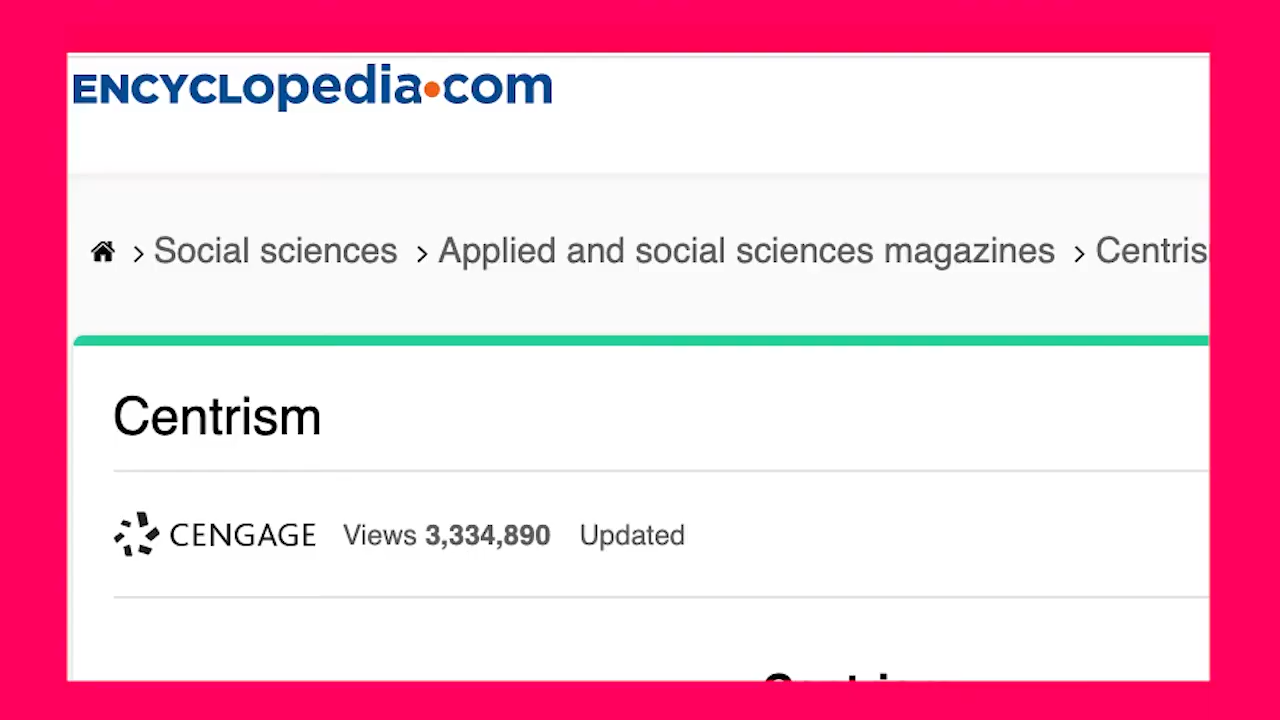 ENCYCLopedia.com
> Social sciences > Applied and social sciences magazines > Centris
Centrism
CENGAGE Views 3,334,890 Updated